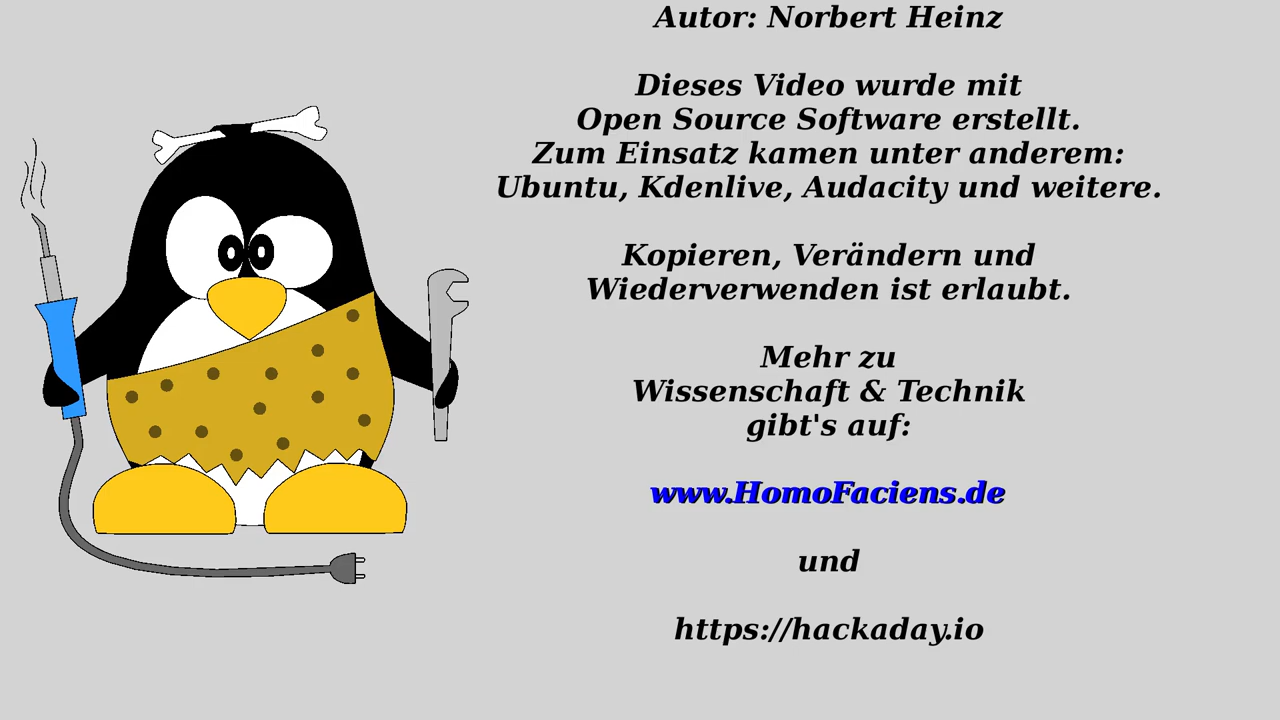 Autor: Norbert Heinz
Dieses Video wurde mit
Open Source Software erstellt.
Zum Einsatz kamen unter anderem:
Ubuntu, Kdenlive, Audacity und weitere.
Kopieren, Verändern und
Wiederverwenden ist erlaubt.
Mehr zu
Wissenschaft & Technik
gibt's auf:
www.HomoFaciens.de
und
https://hackaday.io